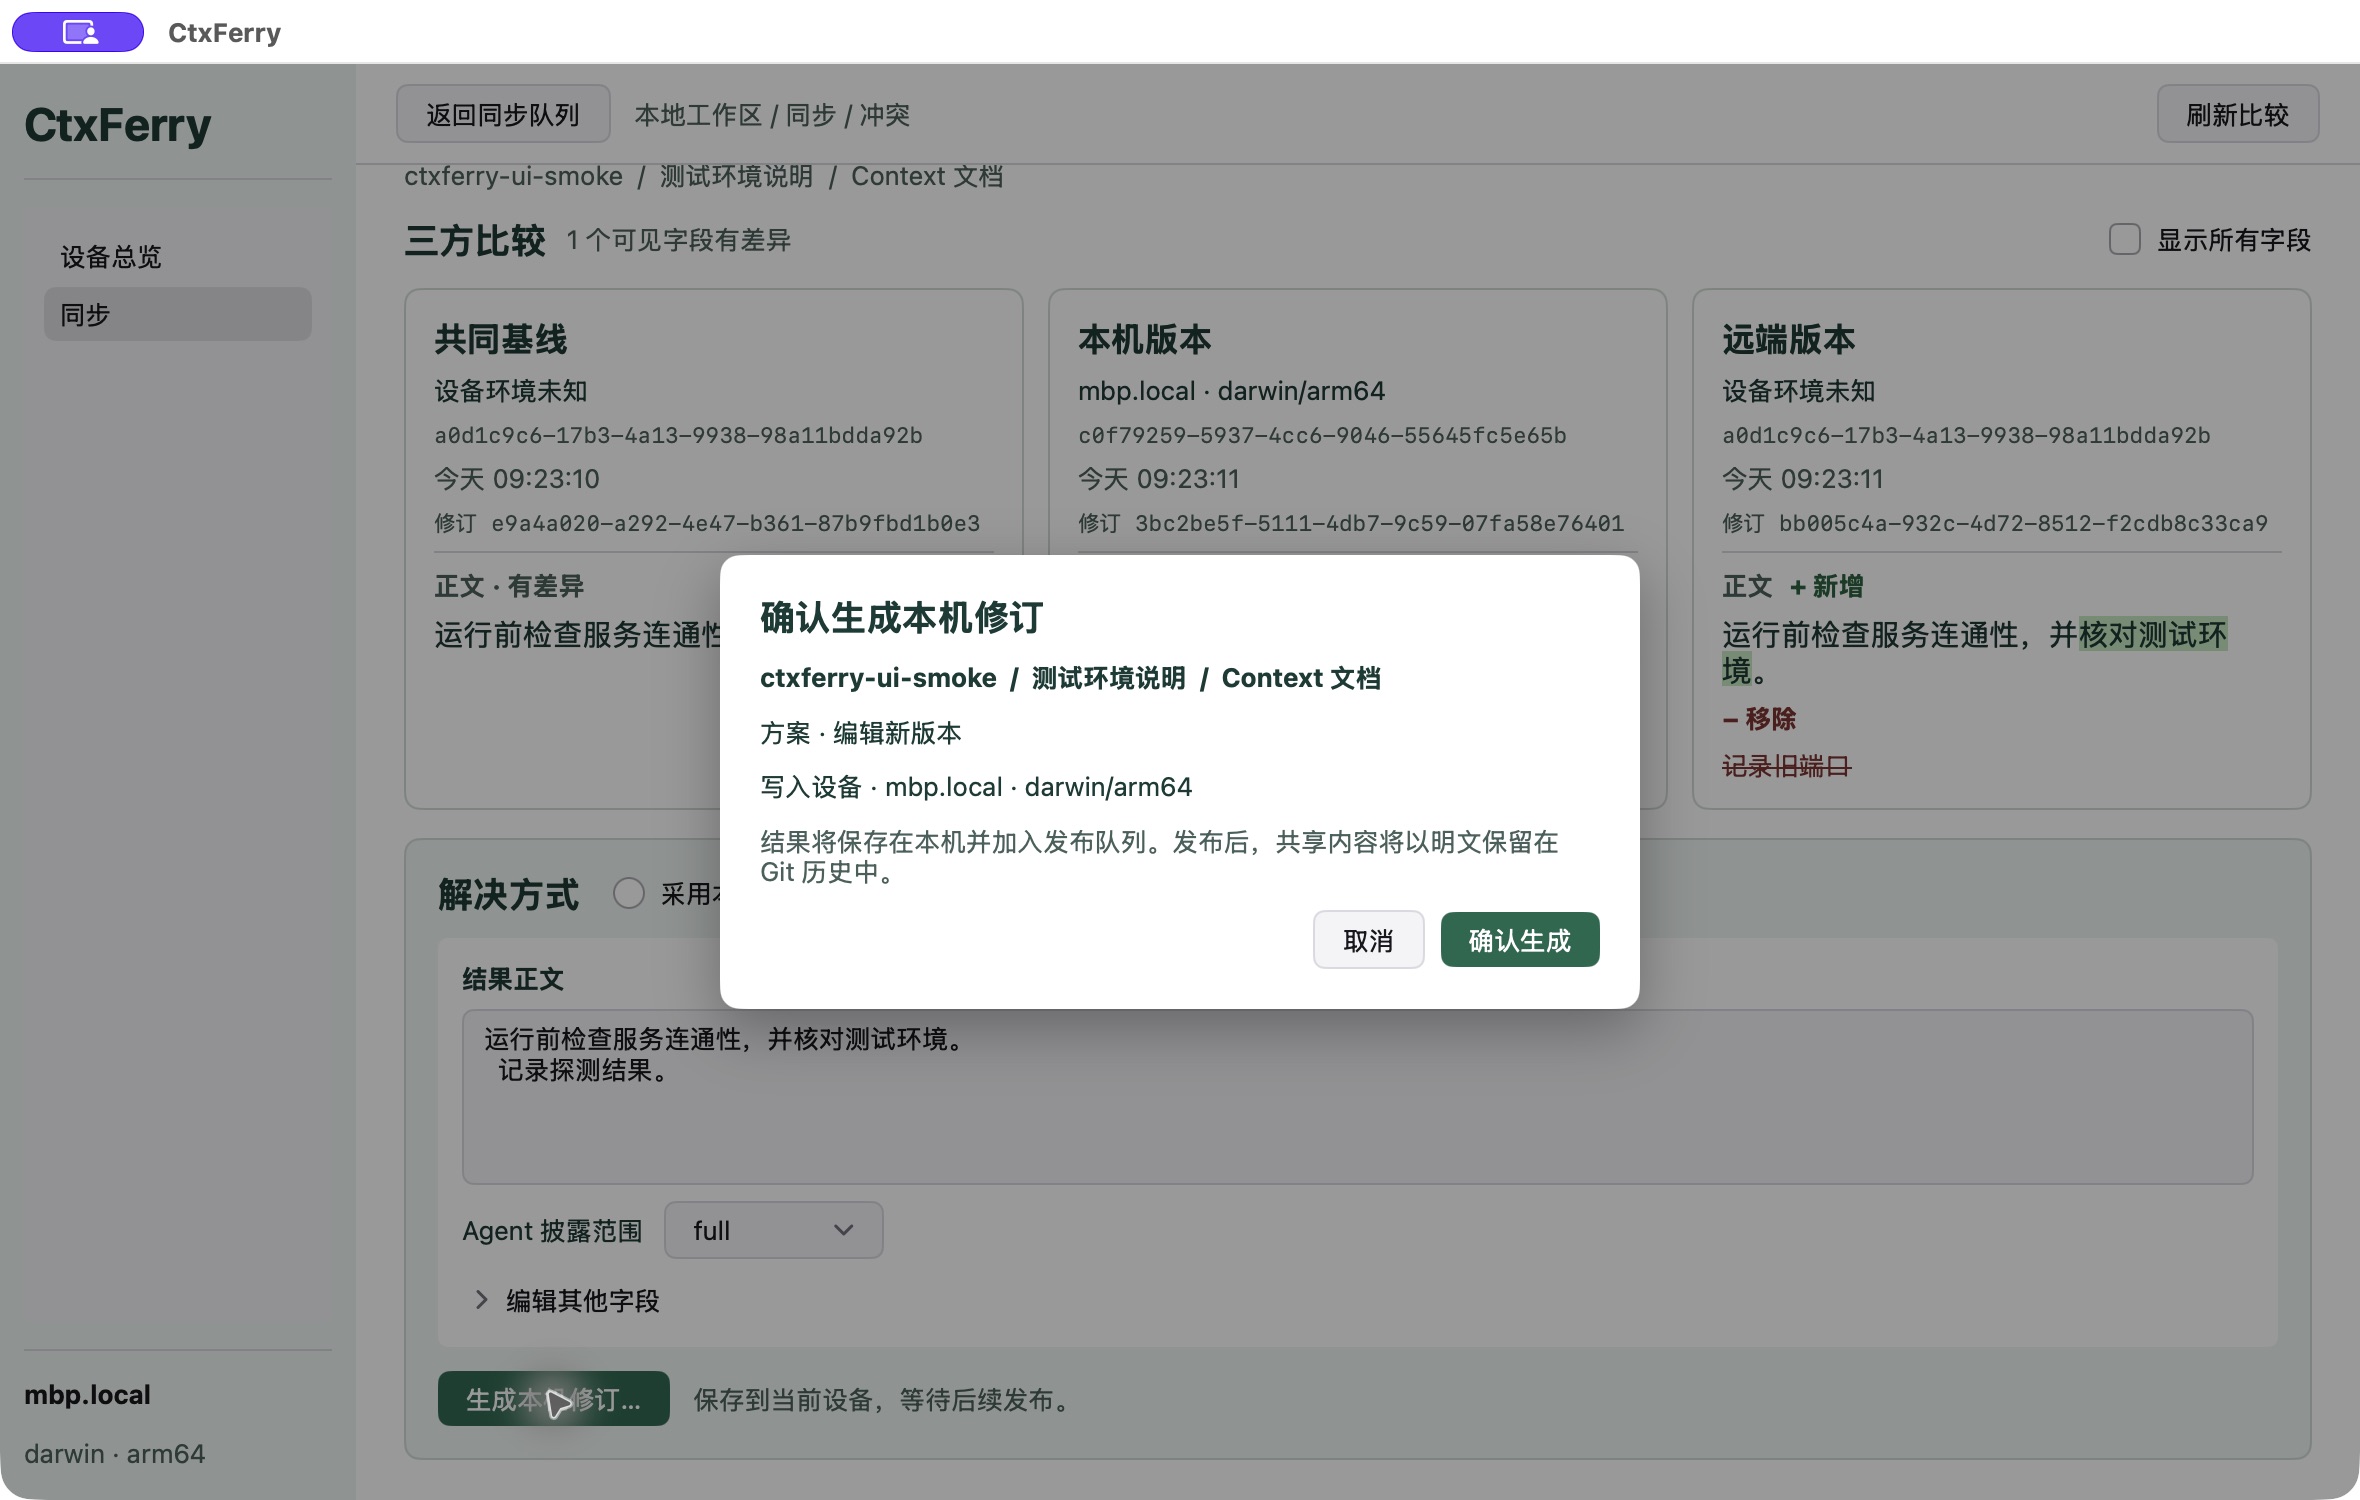 CtxFerry
CtxFerry
设备总览
同步
mbp.local
darwin · arm64
返回同步队列
本地工作区 / 同步 / 冲突
刷新比较
ctxferry-ui-smoke / 测试环境说明 / Context 文档
三方比较
1 个可见字段有差异
显示所有字段
共同基线
设备环境未知
a0d1c9c6-17b3-4a13-9938-98a11bdda92b
今天 09:23:10
修订 e9a4a020-a292-4e47-b361-87b9fbd1b0e3
正文 · 有差异
运行前检查服务连通性
本机版本
mbp.local · darwin/arm64
c0f79259-5937-4cc6-9046-55645fc5e65b
今天 09:23:11
修订 3bc2be5f-5111-4db7-9c59-07fa58e76401
远端版本
设备环境未知
a0d1c9c6-17b3-4a13-9938-98a11bdda92b
今天 09:23:11
修订 bb005c4a-932c-4d72-8512-f2cdb8c33ca9
正文 + 新增
运行前检查服务连通性，并核对测试环
境。
– 移除
记录旧端口
确认生成本机修订
ctxferry-ui-smoke / 测试环境说明 / Context 文档
方案 · 编辑新版本
写入设备 · mbp.local · darwin/arm64
结果将保存在本机并加入发布队列。发布后，共享内容将以明文保留在
Git 历史中。
取消
确认生成
解决方式
采用
结果正文
运行前检查服务连通性，并核对测试环境。
记录探测结果。
Agent 披露范围
full
编辑其他字段
生成本机修订...
保存到当前设备，等待后续发布。